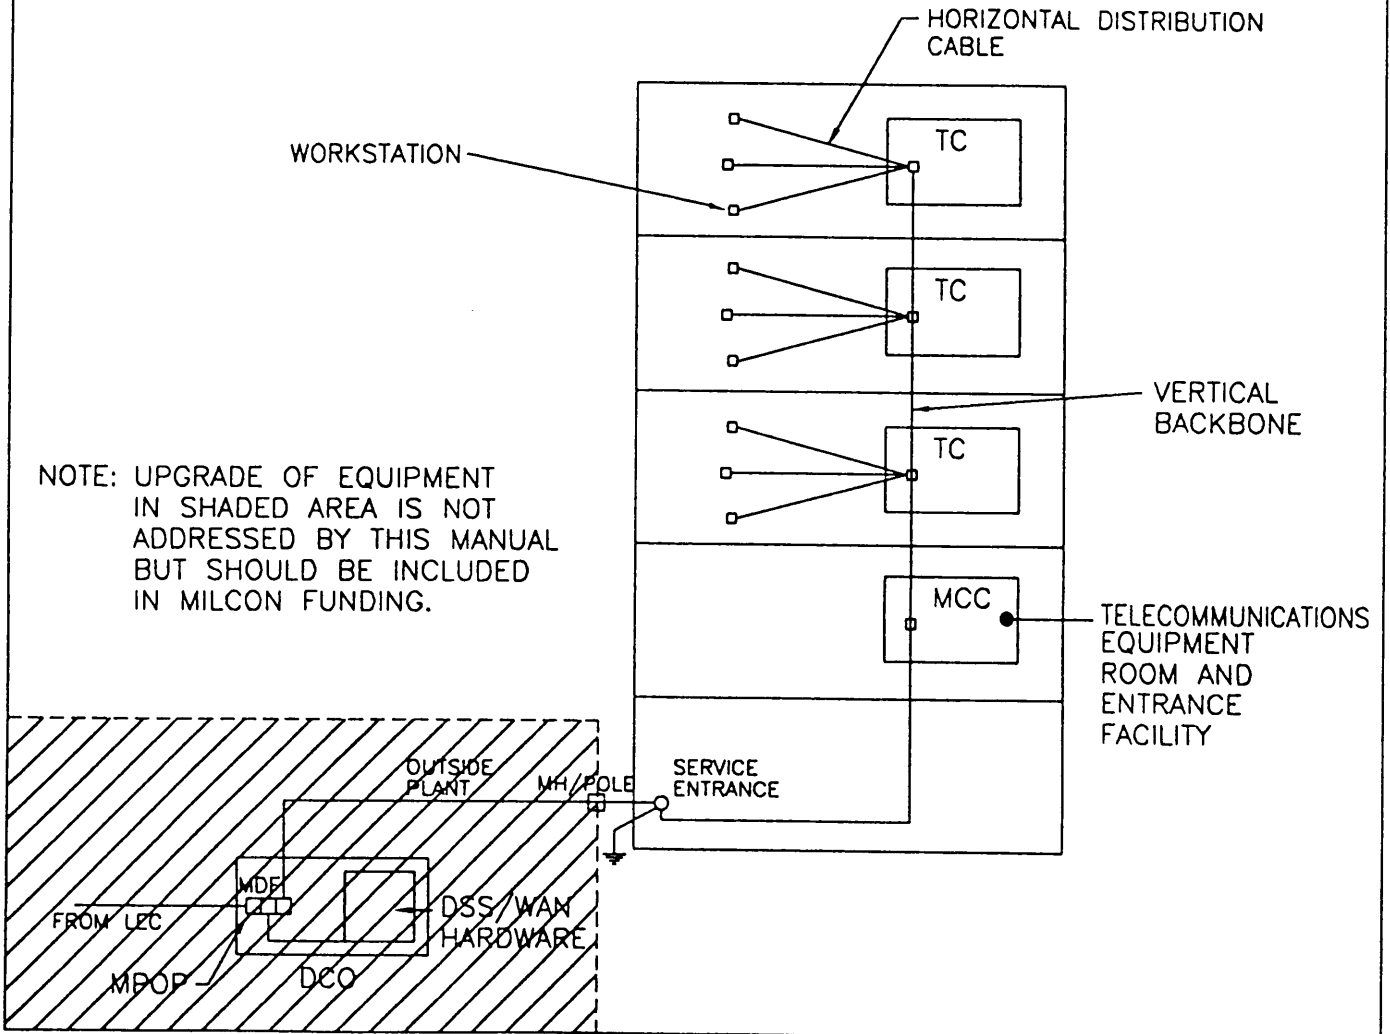 HORIZONTAL DISTRIBUTION
CABLE
TC
WORKSTATION
TC
VERTICAL
BACKBONE
TC
NOTE: UPGRADE OF EQUIPMENT
IN SHADED AREA IS NOT
ADDRESSED BY THIS MANUAL
BUT SHOULD BE INCLUDED
IN MILCON FUNDING.
MCC
TELECOMMUNICATIONS
EQUIPMENT
ROOM AND
ENTRANCE
FACILITY
OUTSIDE
PLANT
MH/POLE
SERVICE
ENTRANCE
MDF
FROM LEC
DSS/WAN
HARDWARE
MPOP
DCO